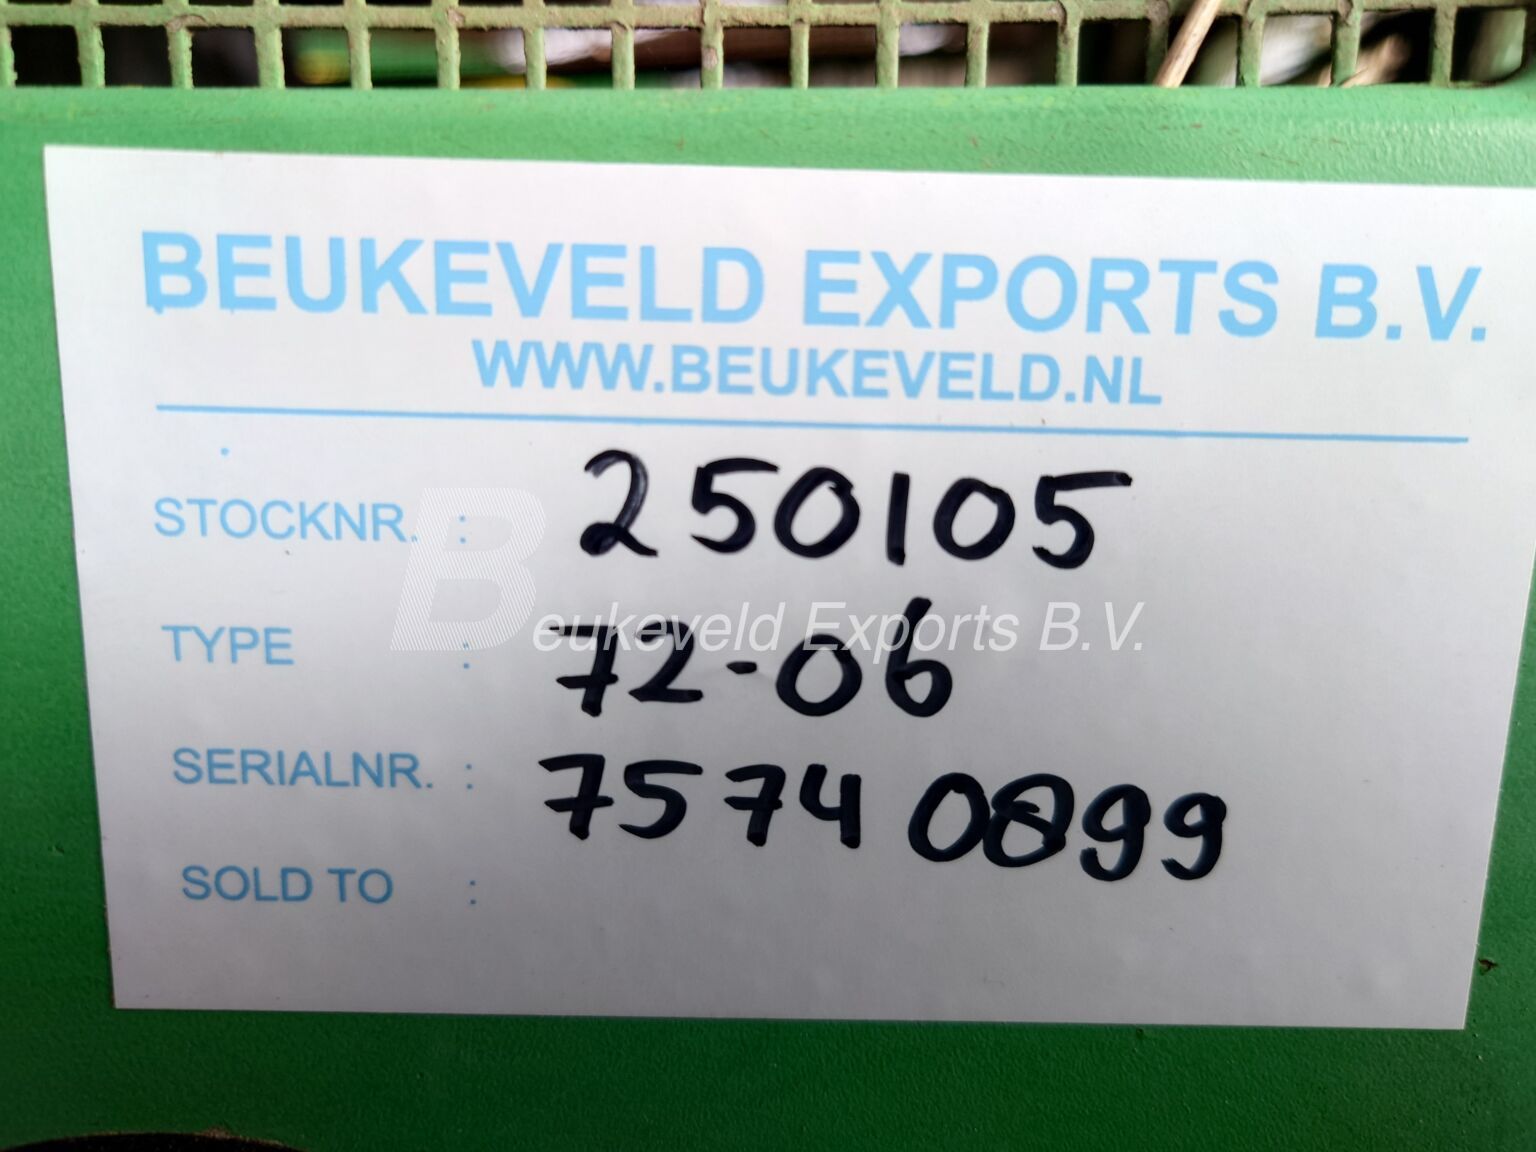 BEUKEVELD EXPORTS B.V.
WWW.BEUKEVELD.NL
STOCKNR. : 250105
Beukeveld Exports B.V.
TYPE : 72-06
SERIALNR. : 75740899
SOLD TO :